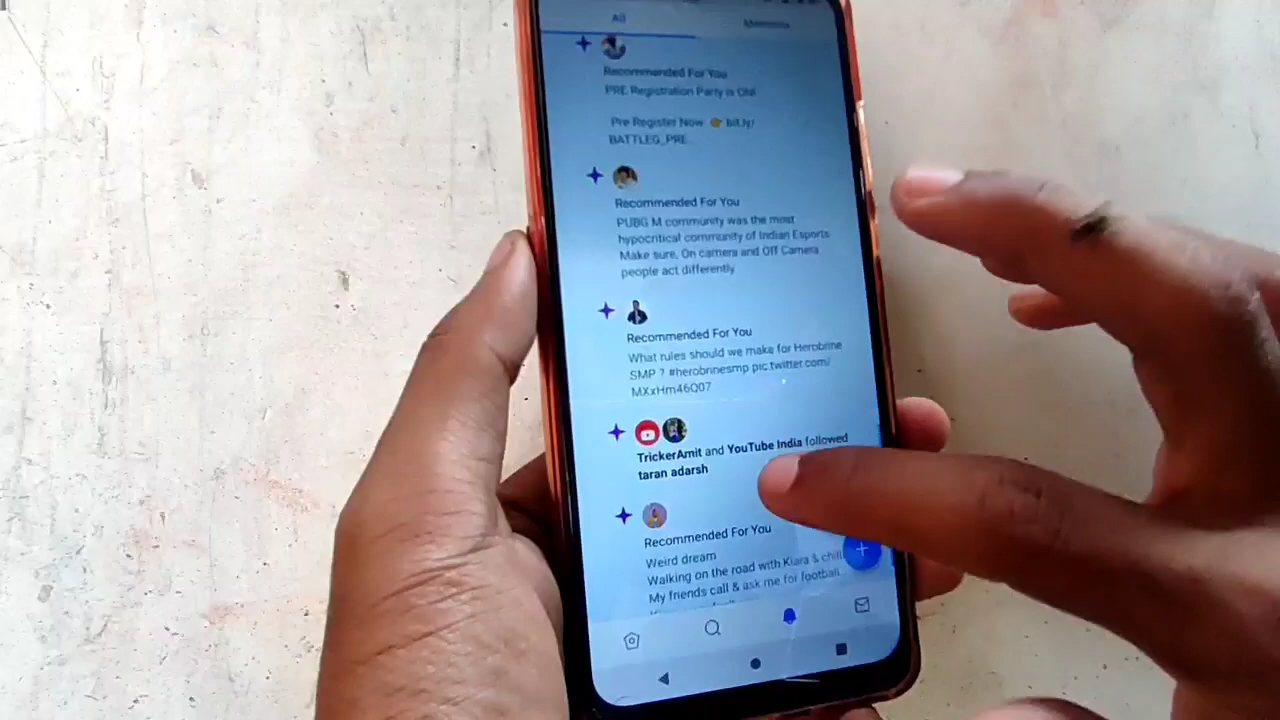 All
Mentions
Recommended For You
PRE Registration Party is ON!
Pre Register Now 👉 bit.ly/
BATTLEG_PRE
Recommended For You
PUBG M community was the most
hypocritical community of Indian Esports
Make sure, On camera and Off Camera
people act differently
Recommended For You
What rules should we make for Herobrine
SMP ? #herobrinesmp pic.twitter.com/
MXxHm46Q07
TrickerAmit and YouTube India followed
taran adarsh
Recommended For You
Weird dream
Walking on the road with Kiara & chill
My friends call & ask me for football..